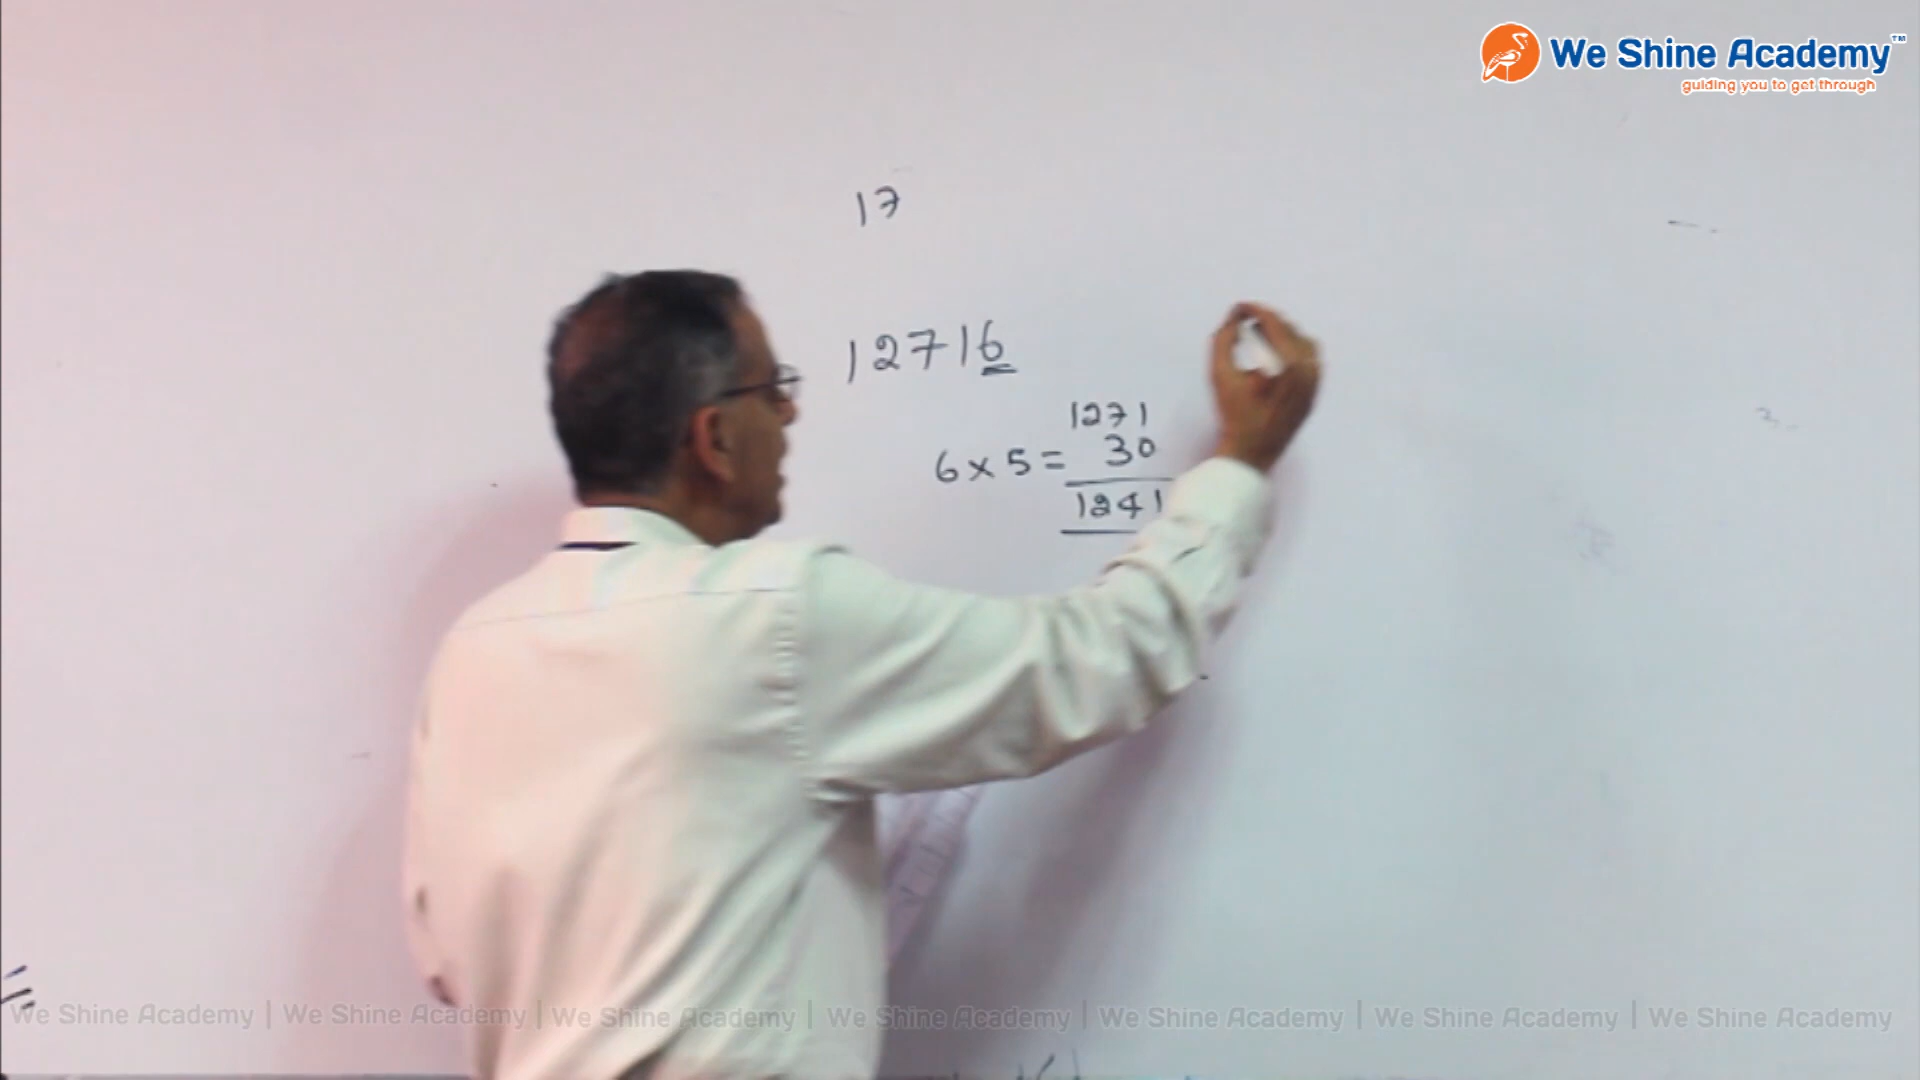 We Shine Academy™
guiding you to get through
17
12716
1271
6 x 5 = 30
1241
We Shine Academy | We Shine Academy | We Shine Academy | We Shine Academy | We Shine Academy | We Shine Academy | We Shine Academy